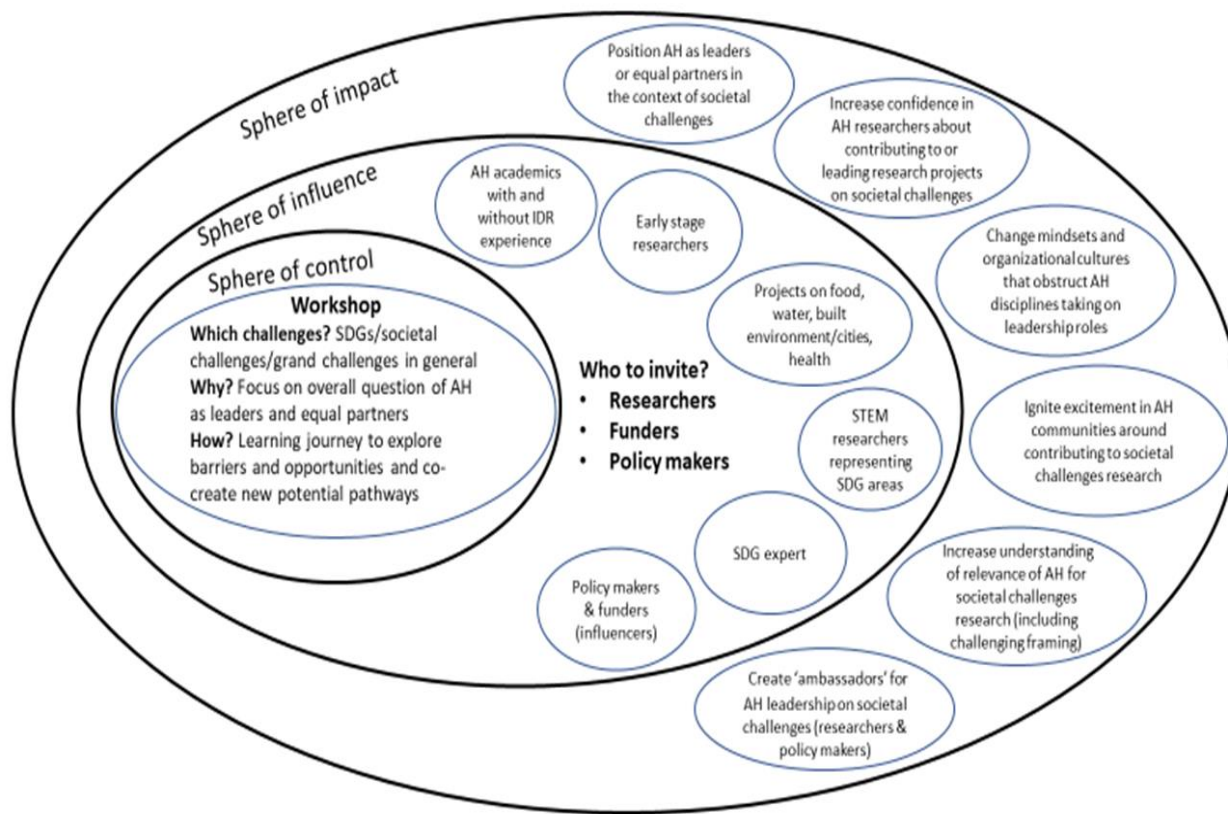 Sphere of impact
Sphere of influence
Sphere of control
Workshop
Which challenges? SDGs/societal
challenges/grand challenges in general
Why? Focus on overall question of AH
as leaders and equal partners
How? Learning journey to explore
barriers and opportunities and co-
create new potential pathways
Who to invite?
• Researchers
• Funders
• Policy makers
AH academics
with and
without IDR
experience
Early stage
researchers
Projects on food,
water, built
environment/cities,
health
STEM
researchers
representing
SDG areas
SDG expert
Policy makers
& funders
(influencers)
Position AH as leaders
or equal partners in
the context of societal
challenges
Increase confidence in
AH researchers about
contributing to or
leading research projects
on societal challenges
Change mindsets and
organizational cultures
that obstruct AH
disciplines taking on
leadership roles
Ignite excitement in AH
communities around
contributing to societal
challenges research
Increase understanding
of relevance of AH for
societal challenges
research (including
challenging framing)
Create 'ambassadors' for
AH leadership on societal
challenges (researchers &
policy makers)